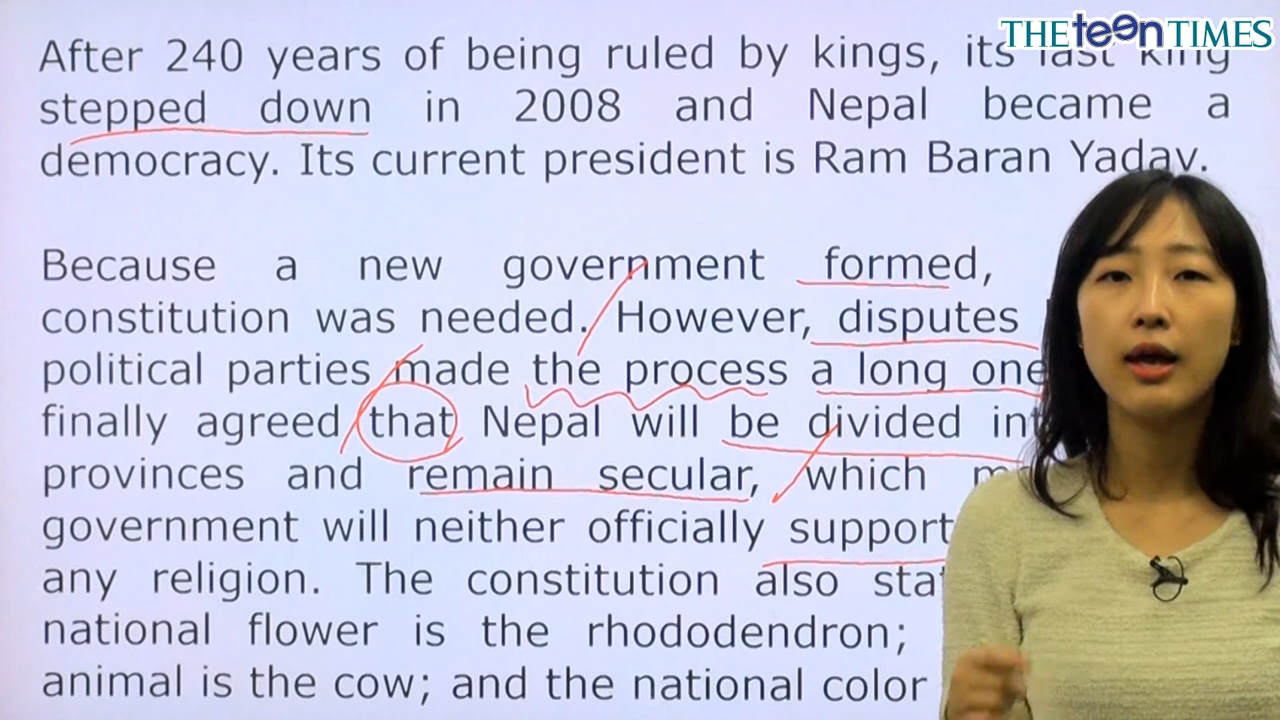 THE teen TIMES
After 240 years of being ruled by kings, its last king
stepped down in 2008 and Nepal became a
democracy. Its current president is Ram Baran Yadav.
Because a new government formed,
constitution was needed. However, disputes
political parties made the process a long one
finally agreed that Nepal will be divided
provinces and remain secular, which
government will neither officially support
any religion. The constitution also
national flower is the rhododendron;
animal is the cow; and the national color